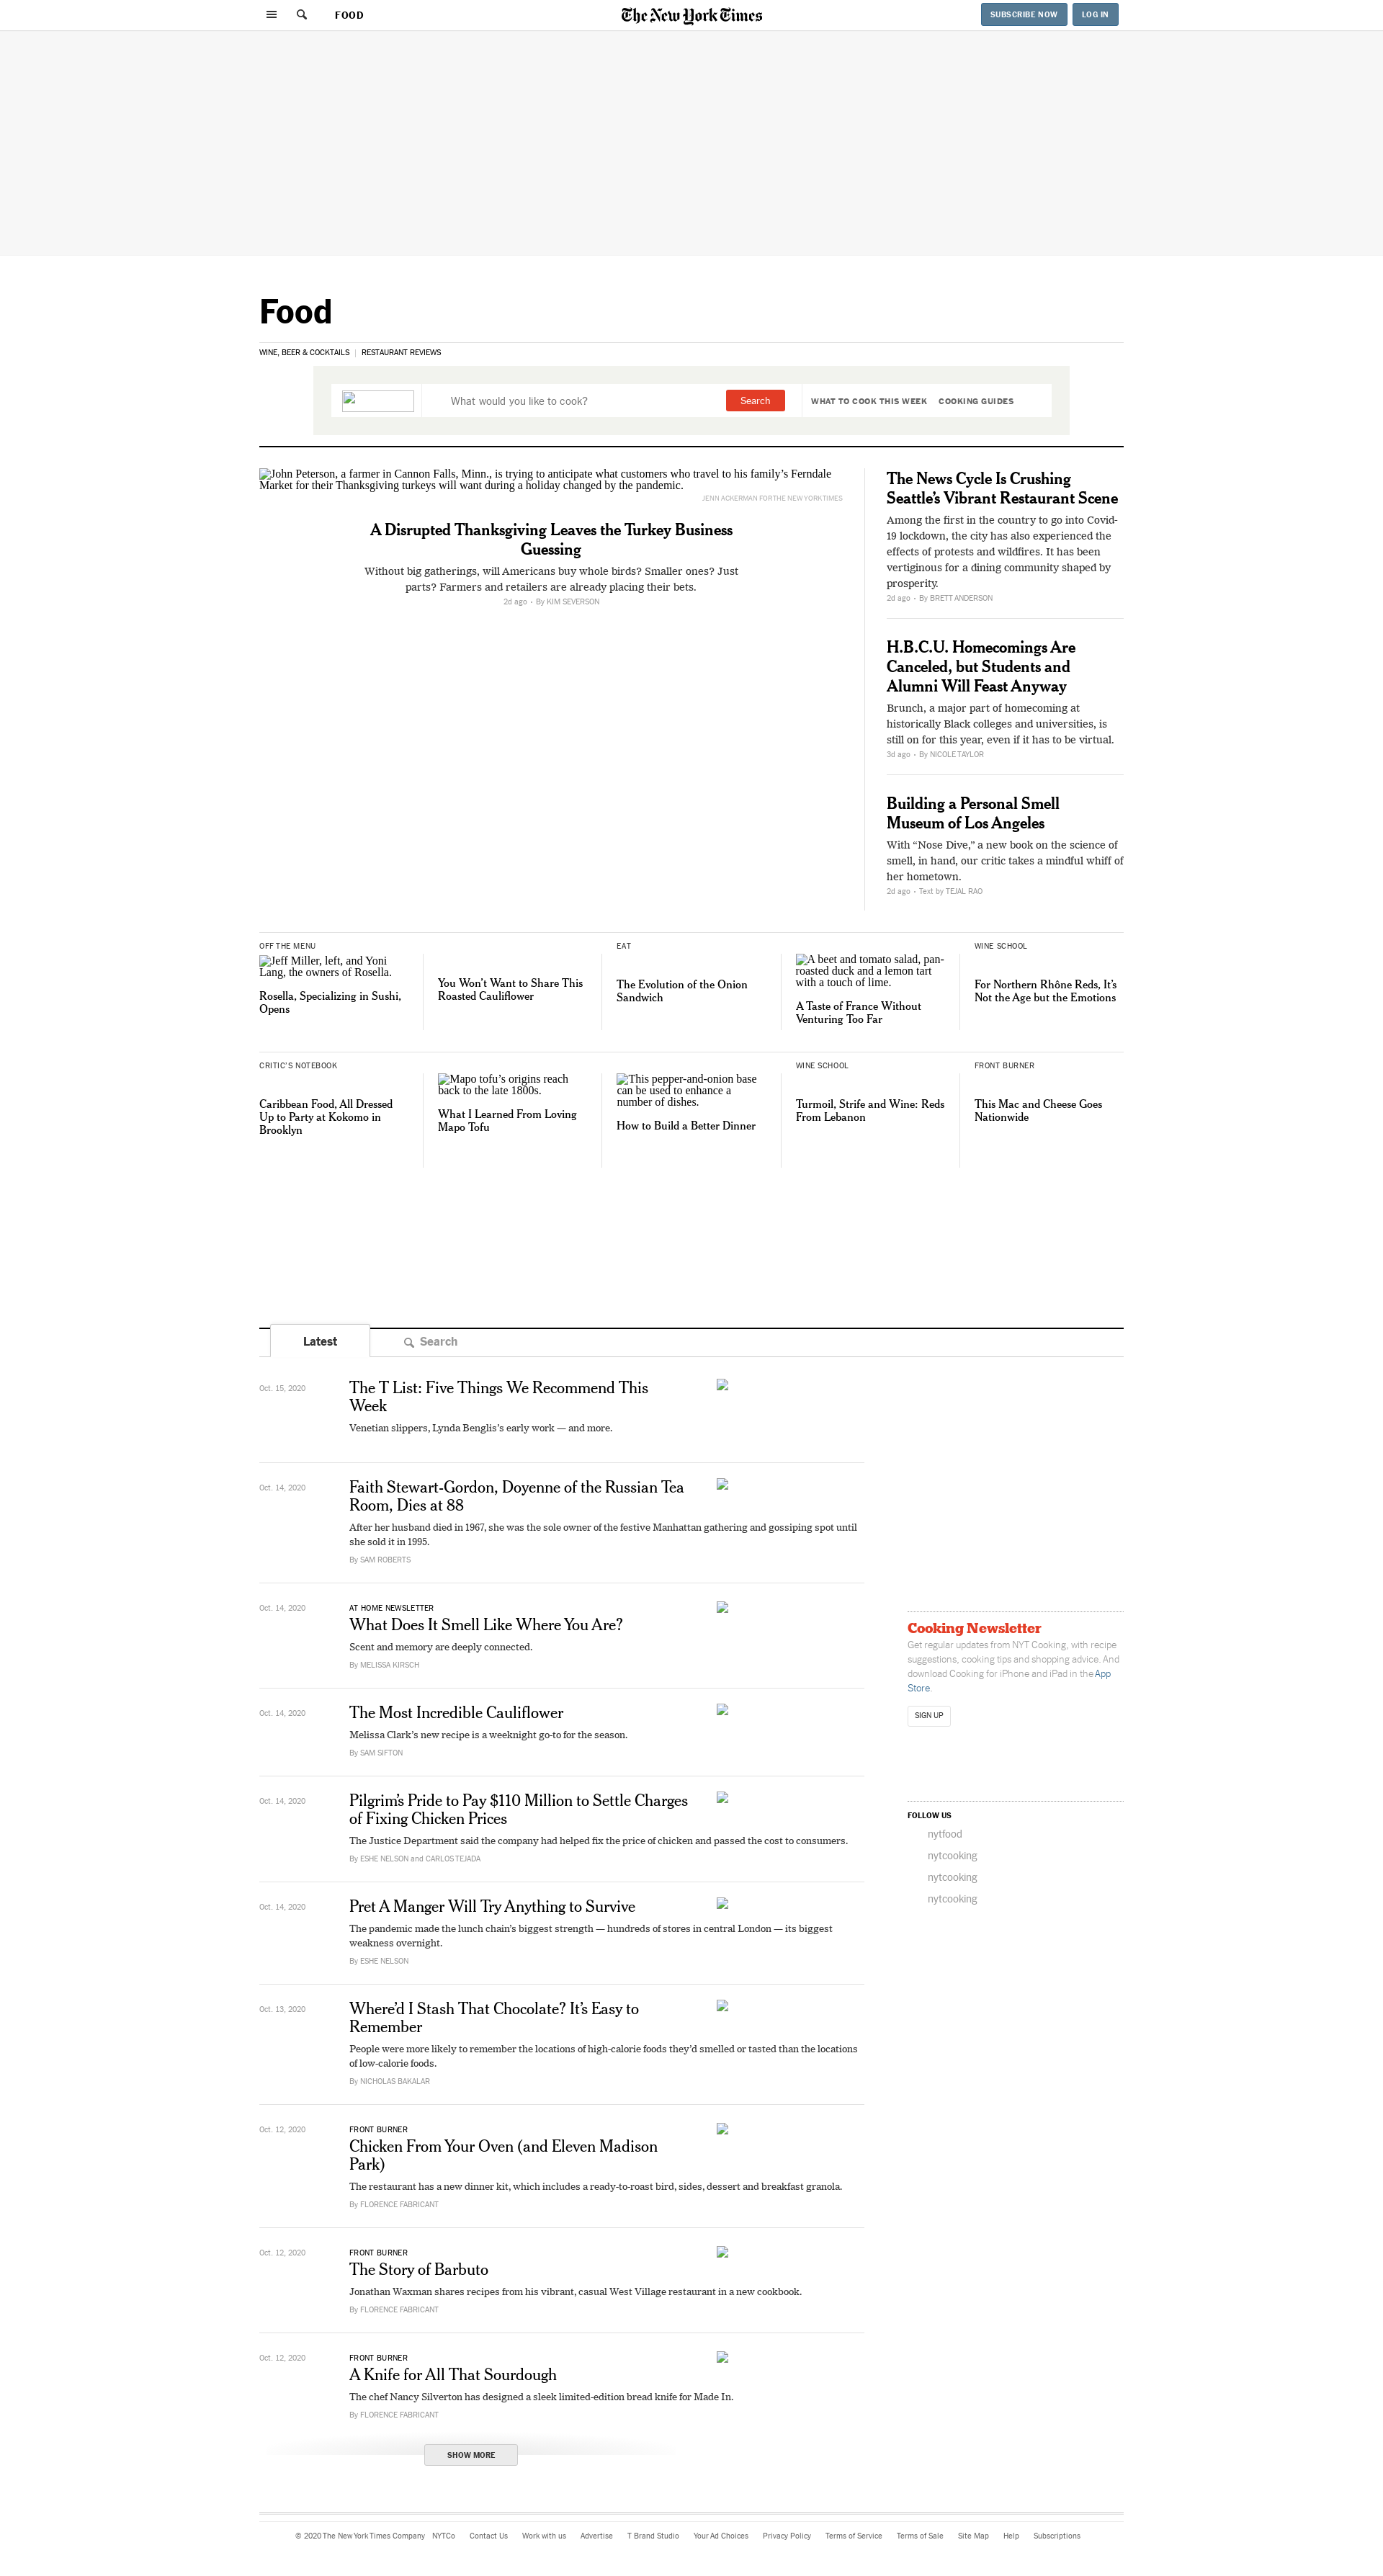 FOOD
The New York Times
SUBSCRIBE NOW
LOG IN
Food
WINE, BEER & COCKTAILS
RESTAURANT REVIEWS
What would you like to cook?
Search
WHAT TO COOK THIS WEEK
COOKING GUIDES
John Peterson, a farmer in Cannon Falls, Minn., is trying to anticipate what customers who travel to his family’s Ferndale
Market for their Thanksgiving turkeys will want during a holiday changed by the pandemic.
JENN ACKERMAN FOR THE NEW YORK TIMES
A Disrupted Thanksgiving Leaves the Turkey Business
Guessing
Without big gatherings, will Americans buy whole birds? Smaller ones? Just
parts? Farmers and retailers are already placing their bets.
2d ago • By KIM SEVERSON
The News Cycle Is Crushing
Seattle’s Vibrant Restaurant Scene
Among the first in the country to go into Covid-
19 lockdown, the city has also experienced the
effects of protests and wildfires. It has been
vertiginous for a dining community shaped by
prosperity.
2d ago • By BRETT ANDERSON
H.B.C.U. Homecomings Are
Canceled, but Students and
Alumni Will Feast Anyway
Brunch, a major part of homecoming at
historically Black colleges and universities, is
still on for this year, even if it has to be virtual.
3d ago • By NICOLE TAYLOR
Building a Personal Smell
Museum of Los Angeles
With “Nose Dive,” a new book on the science of
smell, in hand, our critic takes a mindful whiff of
her hometown.
2d ago • Text by TEJAL RAO
OFF THE MENU
Jeff Miller, left, and Yoni
Lang, the owners of Rosella.
Rosella, Specializing in Sushi,
Opens
You Won’t Want to Share This
Roasted Cauliflower
EAT
The Evolution of the Onion
Sandwich
A beet and tomato salad, pan-
roasted duck and a lemon tart
with a touch of lime.
A Taste of France Without
Venturing Too Far
WINE SCHOOL
For Northern Rhône Reds, It’s
Not the Age but the Emotions
CRITIC’S NOTEBOOK
Caribbean Food, All Dressed
Up to Party at Kokomo in
Brooklyn
Mapo tofu’s origins reach
back to the late 1800s.
What I Learned From Loving
Mapo Tofu
This pepper-and-onion base
can be used to enhance a
number of dishes.
How to Build a Better Dinner
WINE SCHOOL
Turmoil, Strife and Wine: Reds
From Lebanon
FRONT BURNER
This Mac and Cheese Goes
Nationwide
Latest
Search
Oct. 15, 2020
The T List: Five Things We Recommend This
Week
Venetian slippers, Lynda Benglis’s early work — and more.
Oct. 14, 2020
Faith Stewart-Gordon, Doyenne of the Russian Tea
Room, Dies at 88
After her husband died in 1967, she was the sole owner of the festive Manhattan gathering and gossiping spot until
she sold it in 1995.
By SAM ROBERTS
Oct. 14, 2020
AT HOME NEWSLETTER
What Does It Smell Like Where You Are?
Scent and memory are deeply connected.
By MELISSA KIRSCH
Oct. 14, 2020
The Most Incredible Cauliflower
Melissa Clark’s new recipe is a weeknight go-to for the season.
By SAM SIFTON
Oct. 14, 2020
Pilgrim’s Pride to Pay $110 Million to Settle Charges
of Fixing Chicken Prices
The Justice Department said the company had helped fix the price of chicken and passed the cost to consumers.
By ESHE NELSON and CARLOS TEJADA
Oct. 14, 2020
Pret A Manger Will Try Anything to Survive
The pandemic made the lunch chain’s biggest strength — hundreds of stores in central London — its biggest
weakness overnight.
By ESHE NELSON
Oct. 13, 2020
Where’d I Stash That Chocolate? It’s Easy to
Remember
People were more likely to remember the locations of high-calorie foods they’d smelled or tasted than the locations
of low-calorie foods.
By NICHOLAS BAKALAR
Oct. 12, 2020
FRONT BURNER
Chicken From Your Oven (and Eleven Madison
Park)
The restaurant has a new dinner kit, which includes a ready-to-roast bird, sides, dessert and breakfast granola.
By FLORENCE FABRICANT
Oct. 12, 2020
FRONT BURNER
The Story of Barbuto
Jonathan Waxman shares recipes from his vibrant, casual West Village restaurant in a new cookbook.
By FLORENCE FABRICANT
Oct. 12, 2020
FRONT BURNER
A Knife for All That Sourdough
The chef Nancy Silverton has designed a sleek limited-edition bread knife for Made In.
By FLORENCE FABRICANT
SHOW MORE
Cooking Newsletter
Get regular updates from NYT Cooking, with recipe
suggestions, cooking tips and shopping advice. And
download Cooking for iPhone and iPad in the App
Store.
SIGN UP
FOLLOW US
nytfood
nytcooking
nytcooking
nytcooking
© 2020 The New York Times Company
NYTCo
Contact Us
Work with us
Advertise
T Brand Studio
Your Ad Choices
Privacy Policy
Terms of Service
Terms of Sale
Site Map
Help
Subscriptions